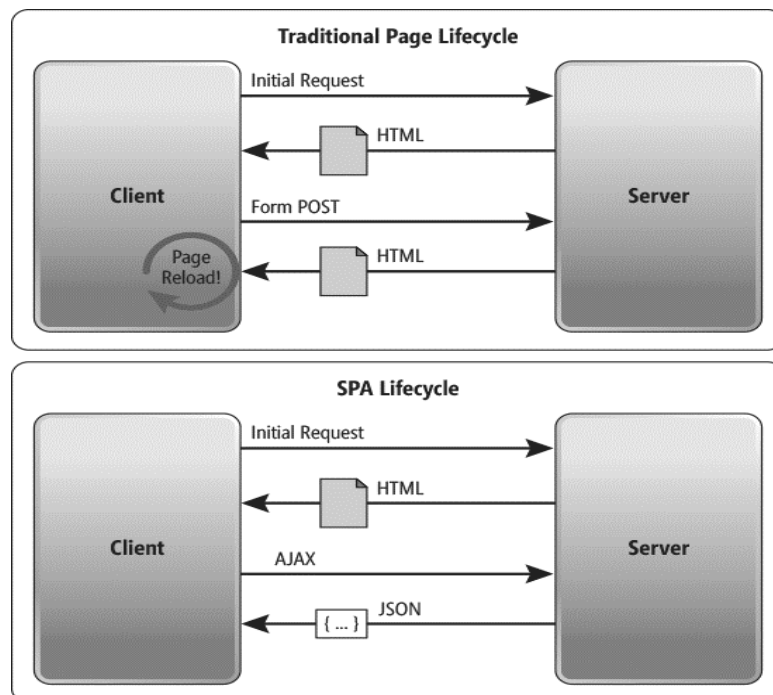 Traditional Page Lifecycle
Initial Request
HTML
Client
Server
Form POST
Page
Reload!
HTML
SPA Lifecycle
Initial Request
HTML
Client
Server
AJAX
JSON
{ ... }